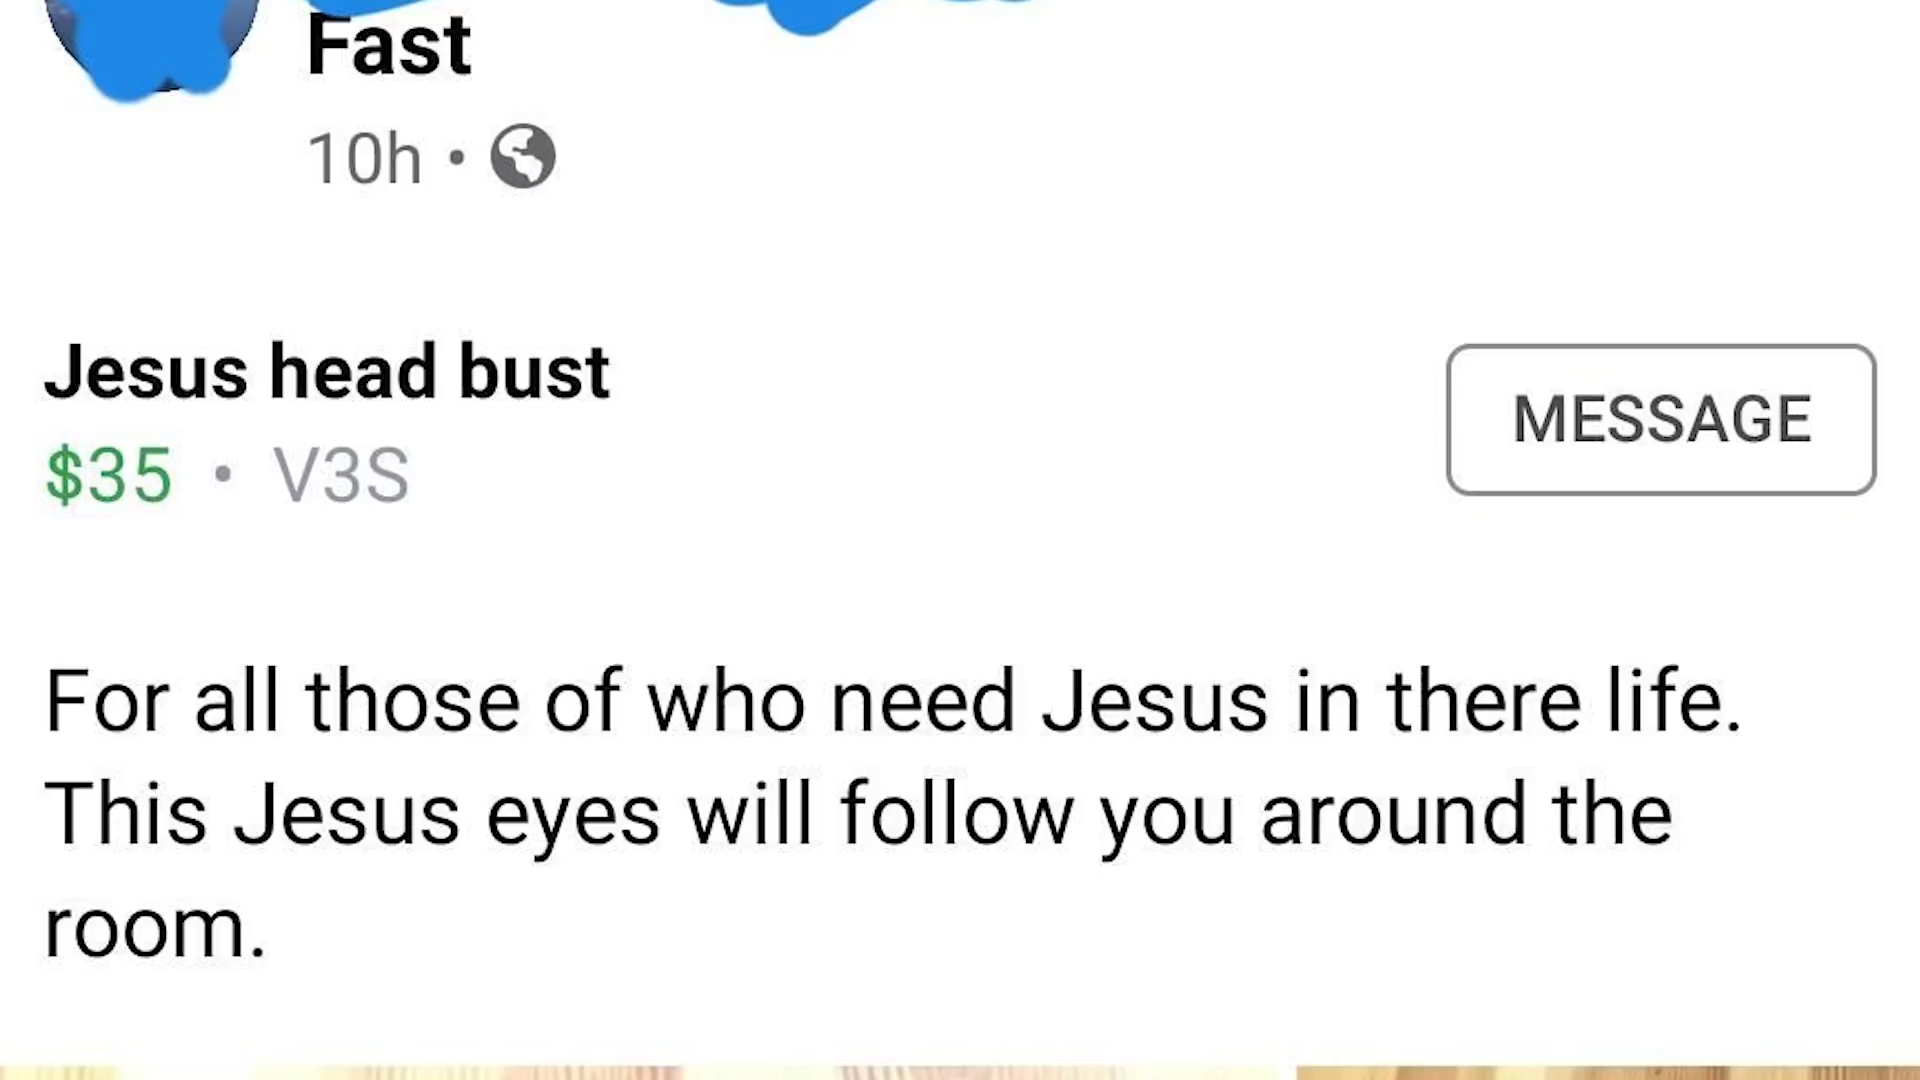 Fast
10h •
Jesus head bust
$35 • V3S
MESSAGE
For all those of who need Jesus in there life.
This Jesus eyes will follow you around the
room.